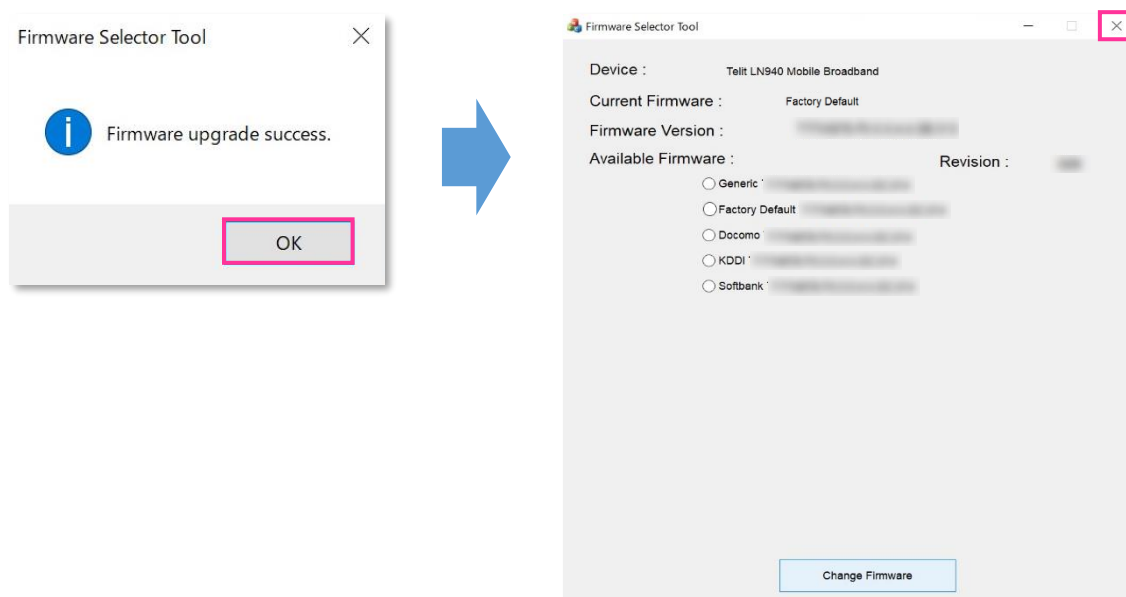 Firmware Selector Tool
Firmware upgrade success.
OK
Firmware Selector Tool
Device : Telit LN940 Mobile Broadband
Current Firmware : Factory Default
Firmware Version :
Available Firmware : Revision :
Generic
Factory Default
Docomo
KDDI
Softbank
Change Firmware